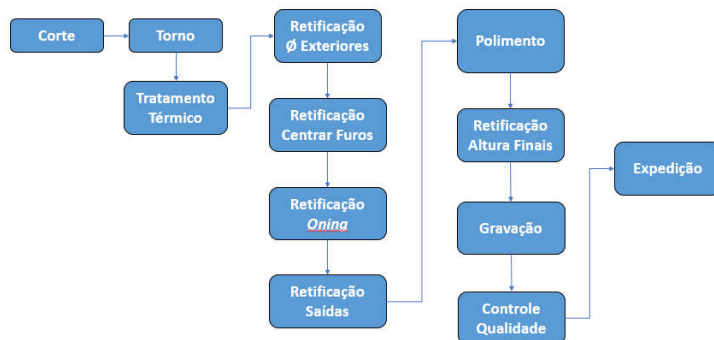 Corte
Torno
Tratamento
Térmico
Retificação
Ø Exteriores
Retificação
Centrar Furos
Retificação
Oning
Retificação
Saídas
Polimento
Retificação
Altura Finais
Gravação
Controle
Qualidade
Expedição